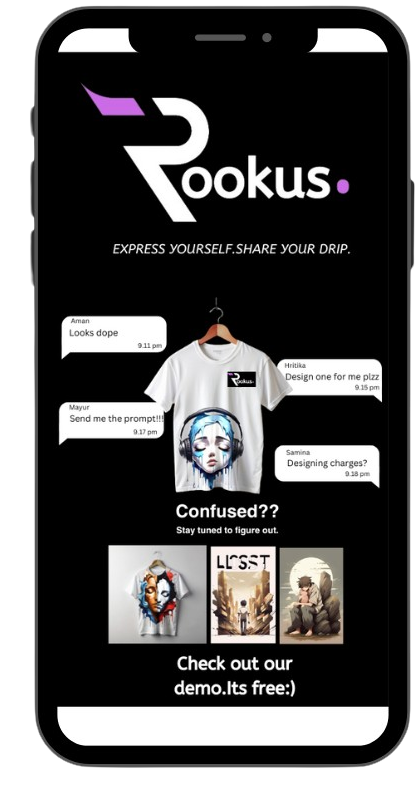 Rookus.
EXPRESS YOURSELF.SHARE YOUR DRIP.
Aman
Looks dope
9.11 pm
Hritika
Design one for me plzz
9.15 pm
Rookus.
Mayur
Send me the prompt!!!
9.17 pm
Samina
Designing charges?
9.18 pm
Confused??
Stay tuned to figure out.
Check out our
demo.Its free:)